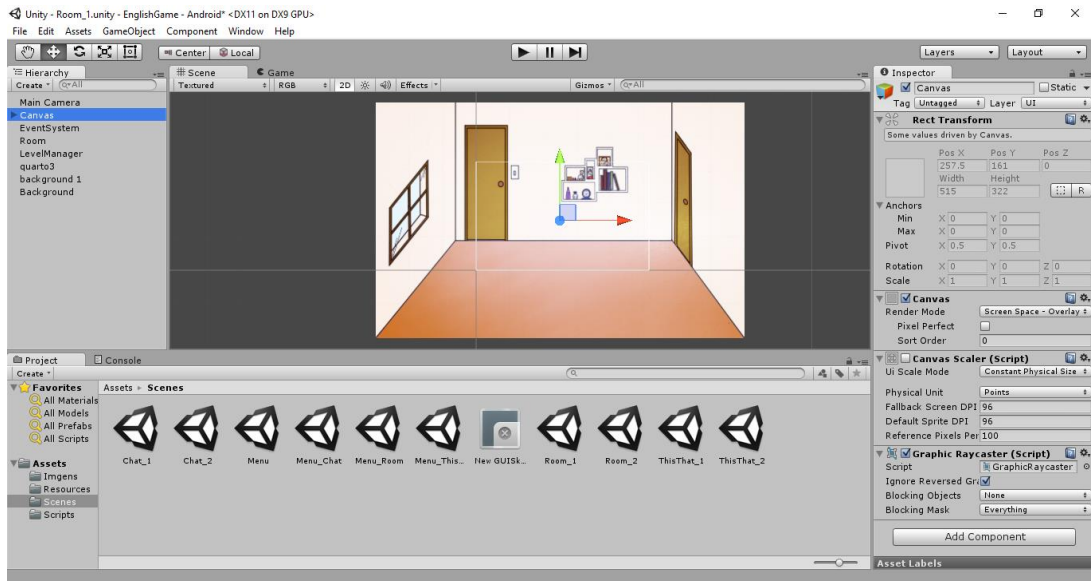 Unity - Room_1.unity - EnglishGame - Android* <DX11 on DX9 GPU>
File Edit Assets GameObject Component Window Help
Center Local Layers Layout
Hierarchy
Create All
Main Camera
Canvas
EventSystem
Room
LevelManager
quarto3
background 1
Background
Scene Game
Textured RGB 2D Effects Gizmos All
Inspector
Canvas Static
Tag Untagged Layer UI
Rect Transform
Some values driven by Canvas.
Pos X Pos Y Pos Z
257.5 161 0
Width Height
515 322
R
Anchors
Min X 0 Y 0
Max X 0 Y 0
Pivot X 0.5 Y 0.5
Rotation X 0 Y 0 Z 0
Scale X 1 Y 1 Z 1
Canvas
Render Mode Screen Space - Overlay
Pixel Perfect
Sort Order 0
Canvas Scaler (Script)
Ui Scale Mode Constant Physical Size
Physical Unit Points
Fallback Screen DPI 96
Default Sprite DPI 96
Reference Pixels Per 100
Graphic Raycaster (Script)
Script GraphicRaycaster
Ignore Reversed Gra
Blocking Objects None
Blocking Mask Everything
Add Component
Asset Labels
Project Console
Create
Favorites
All Materials
All Models
All Prefabs
All Scripts
Assets
Imgens
Resources
Scenes
Scripts
Assets Scenes
Chat_1 Chat_2 Menu Menu_Chat Menu_Room Menu_This... New GUISk... Room_1 Room_2 ThisThat_1 ThisThat_2